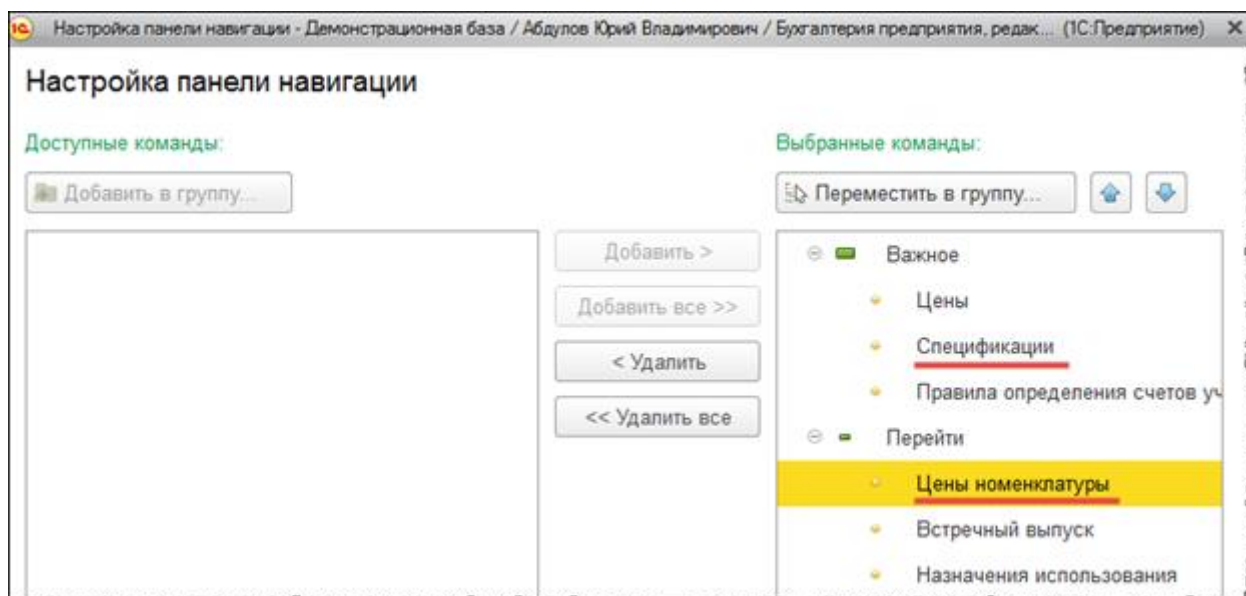 Настройка панели навигации - Демонстрационная база / Абдулов Юрий Владимирович / Бухгалтерия предприятия, редак... (1С:Предприятие)
Настройка панели навигации
Доступные команды:
Выбранные команды:
Добавить в группу...
Переместить в группу...
Добавить >
Добавить все >>
< Удалить
<< Удалить все
Важное
Цены
Спецификации
Правила определения счетов уч
Перейти
Цены номенклатуры
Встречный выпуск
Назначения использования